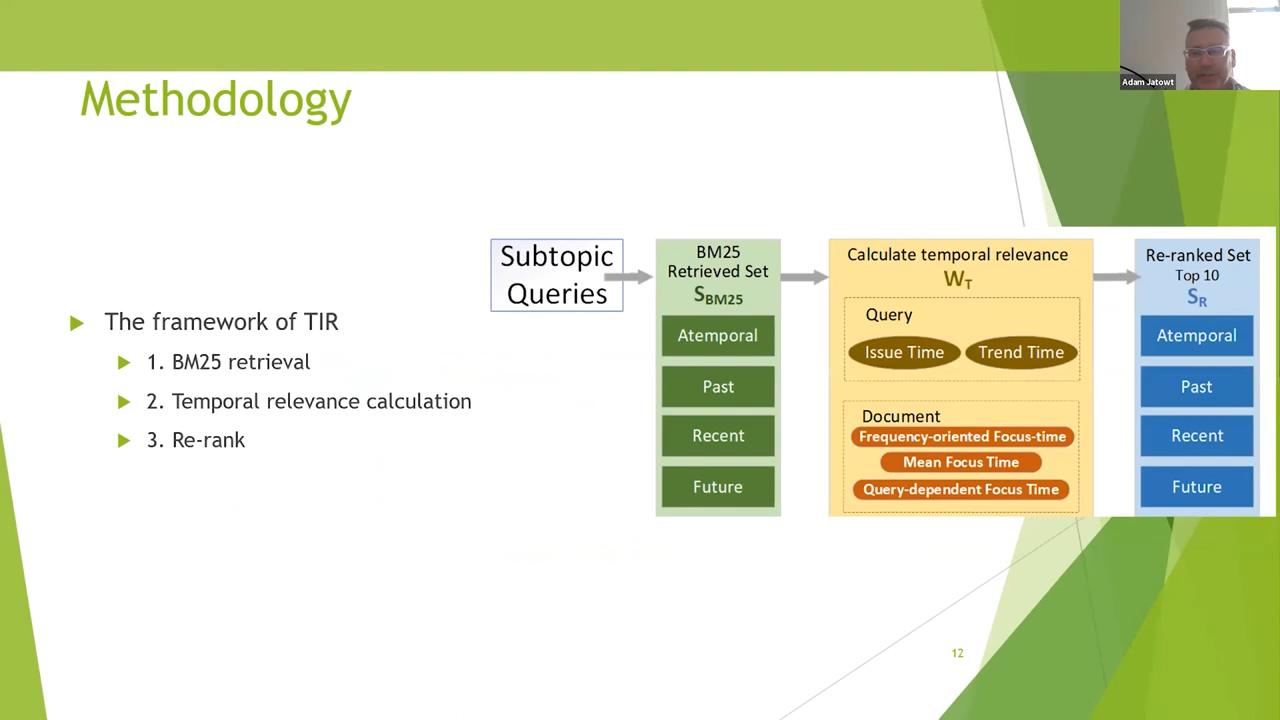 Adam Jatowt
Methodology
The framework of TIR
1. BM25 retrieval
2. Temporal relevance calculation
3. Re-rank
Subtopic
Queries
BM25
Retrieved Set
SBM25
Atemporal
Past
Recent
Future
Calculate temporal relevance
WT
Query
Issue Time
Trend Time
Document
Frequency-oriented Focus-time
Mean Focus Time
Query-dependent Focus Time
Re-ranked Set
Top 10
SR
Atemporal
Past
Recent
Future
12